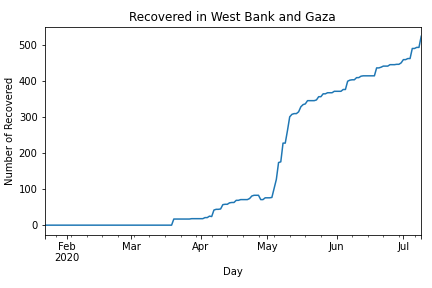 Recovered in West Bank and Gaza
Number of Recovered
500
400
300
200
100
0
Feb Mar Apr May Jun Jul
2020
Day